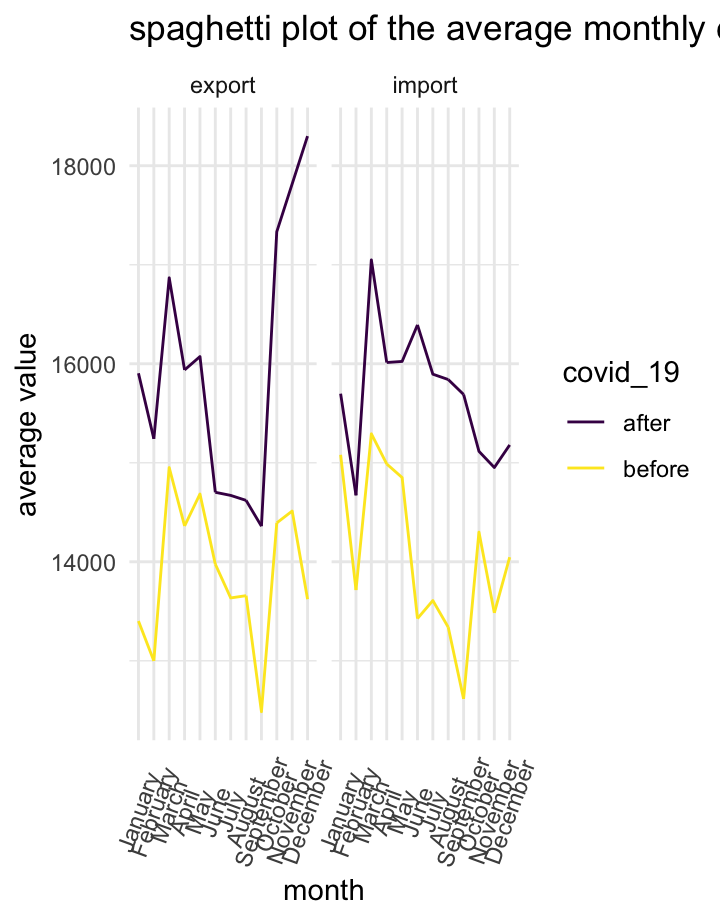 spaghetti plot of the average monthly
export
import
18000
16000
14000
average value
covid_19
after
before
January
February
March
April
May
June
July
August
September
October
November
December
January
February
March
April
May
June
July
August
September
October
November
December
month